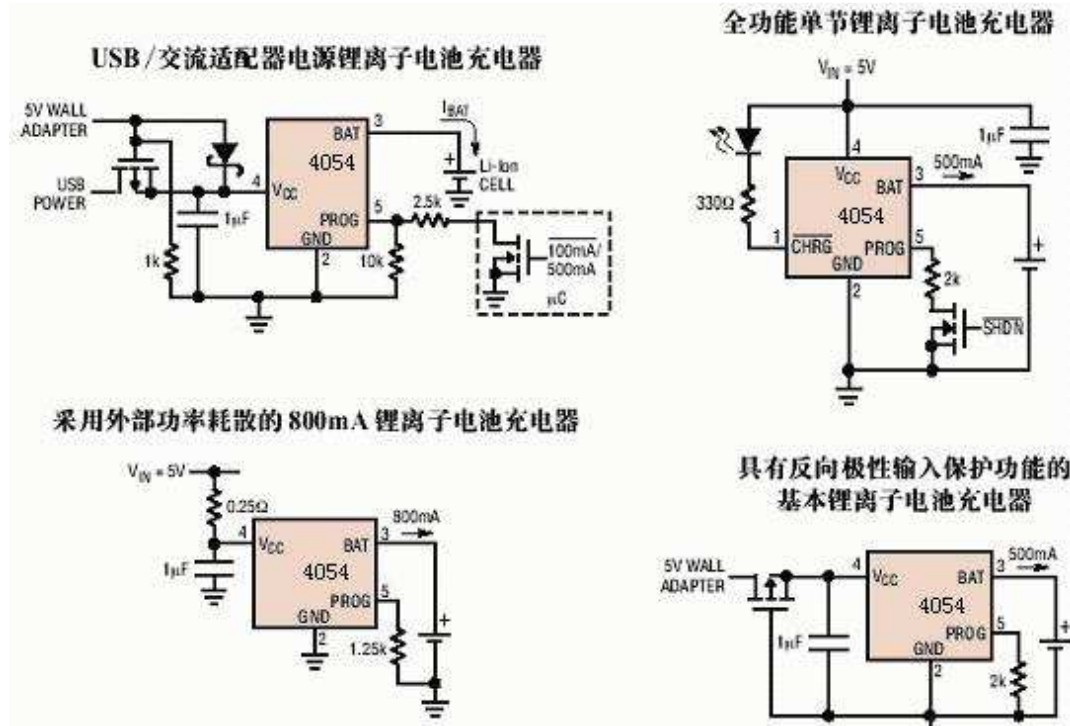 USB/交流适配器电源锂离子电池充电器
5V WALL
ADAPTER
USB
POWER
1k
1µF
4
VCC
BAT
4054
PROG
GND
2
3
IBAT
Li-Ion
CELL
5
2.5k
10k
100mA/
500mA
µC
全功能单节锂离子电池充电器
VIN = 5V
1µF
330Ω
4
VCC
BAT
3
500mA
4054
1
CHRG
PROG
5
GND
2
2k
SHDN
采用外部功率耗散的 800mA 锂离子电池充电器
VIN = 5V
0.25Ω
4
1µF
VCC
BAT
3
800mA
4054
PROG
5
GND
2
1.25k
具有反向极性输入保护功能的
基本锂离子电池充电器
5V WALL
ADAPTER
4
1µF
VCC
BAT
3
500mA
4054
PROG
5
GND
2
2k